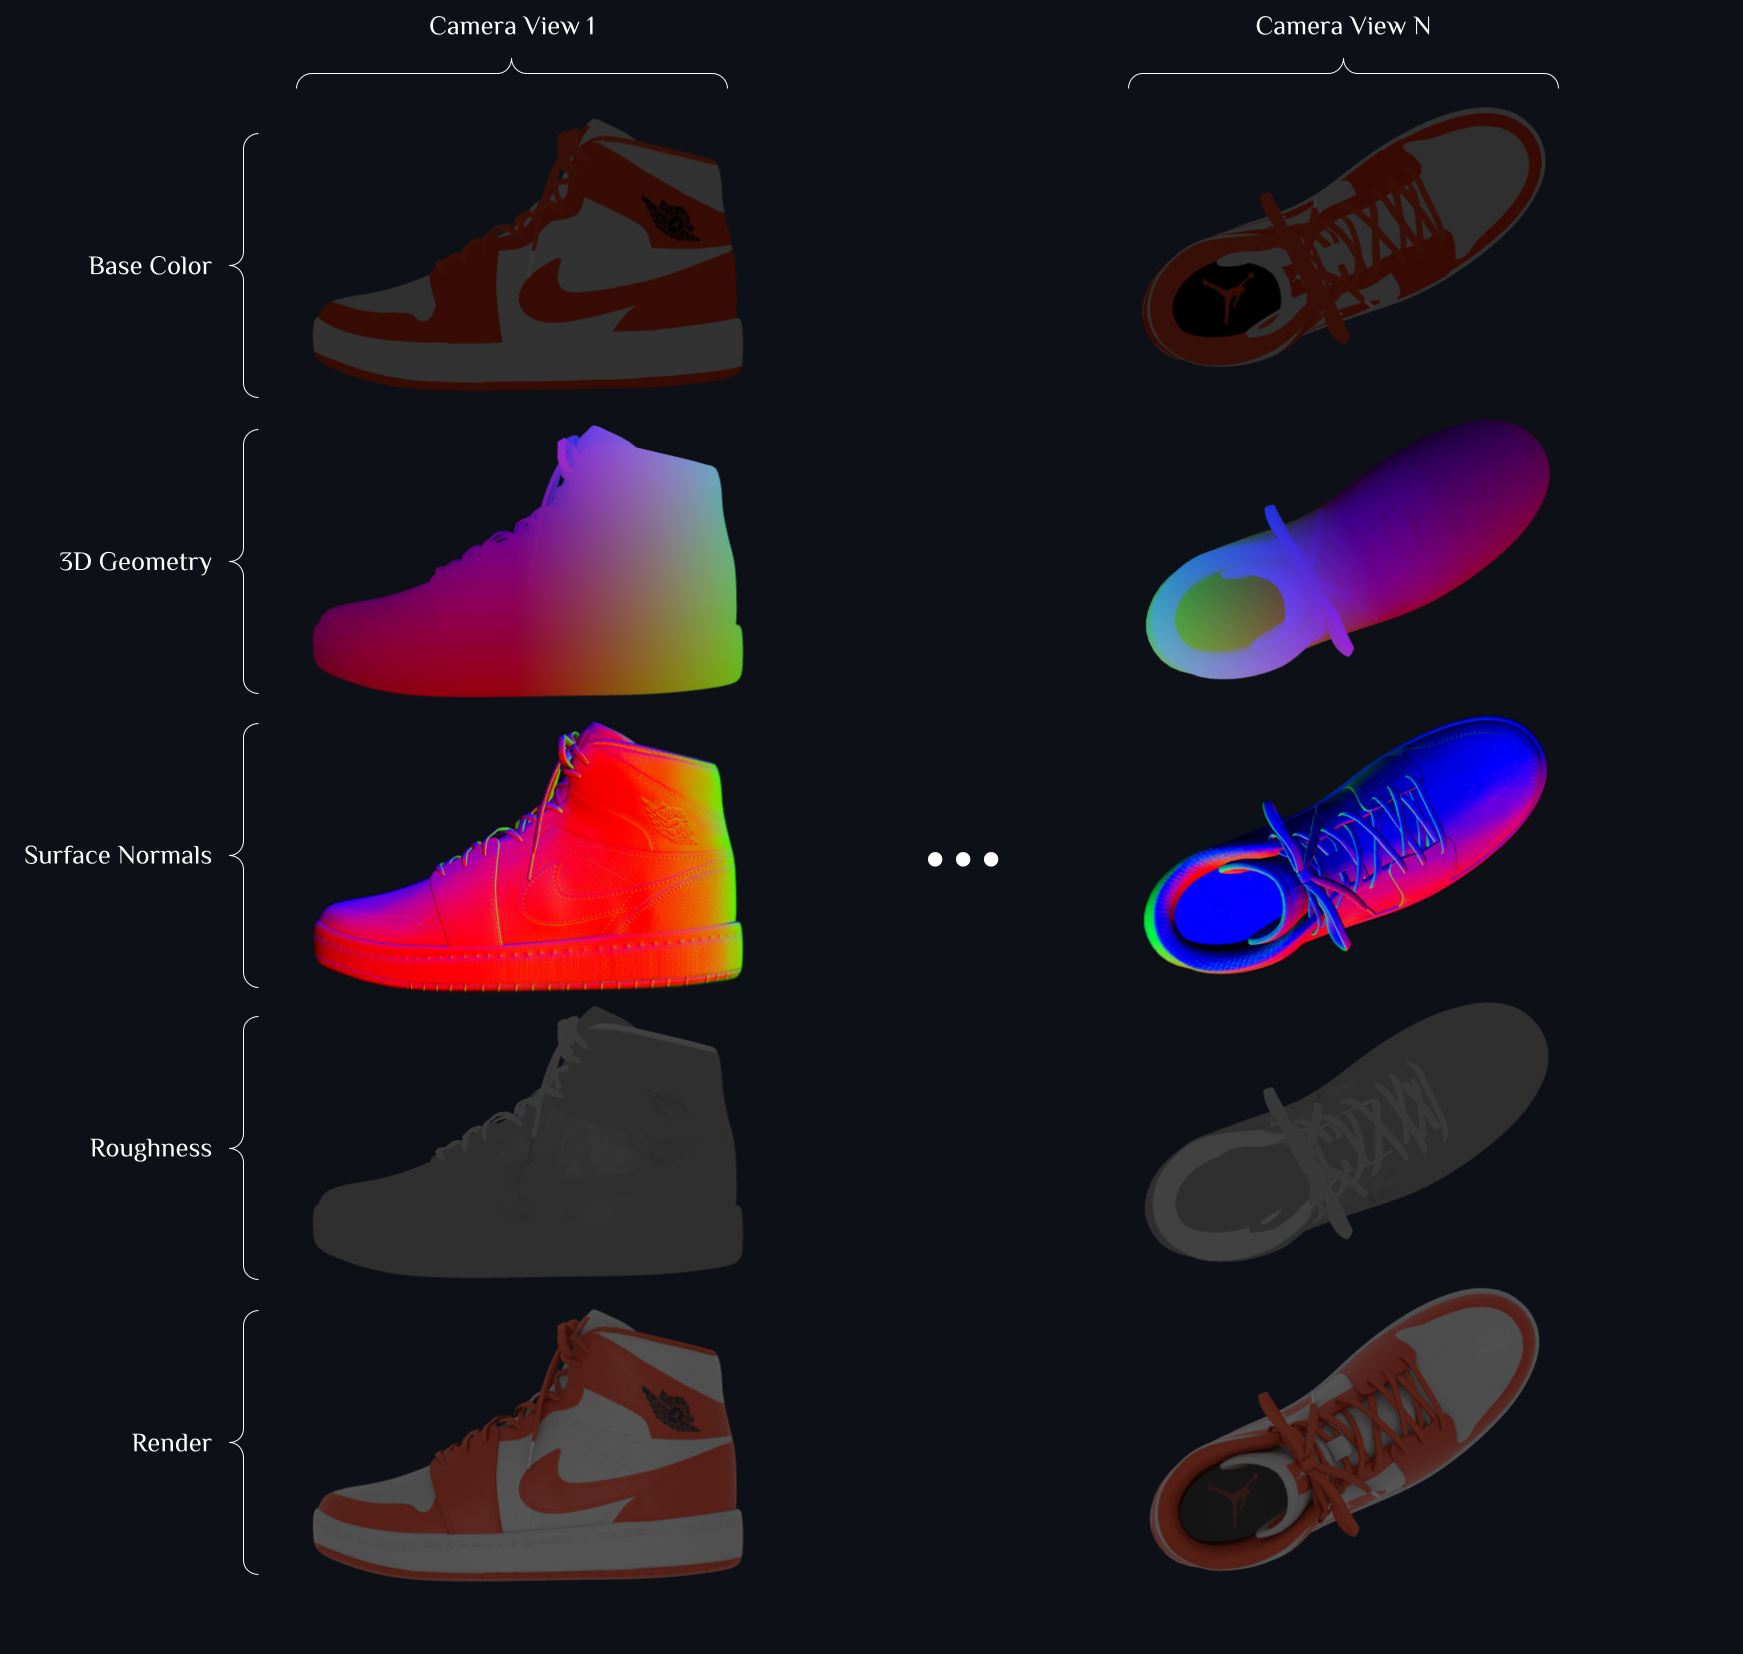 Camera View 1
Camera View N
Base Color
3D Geometry
Surface Normals
Roughness
Render